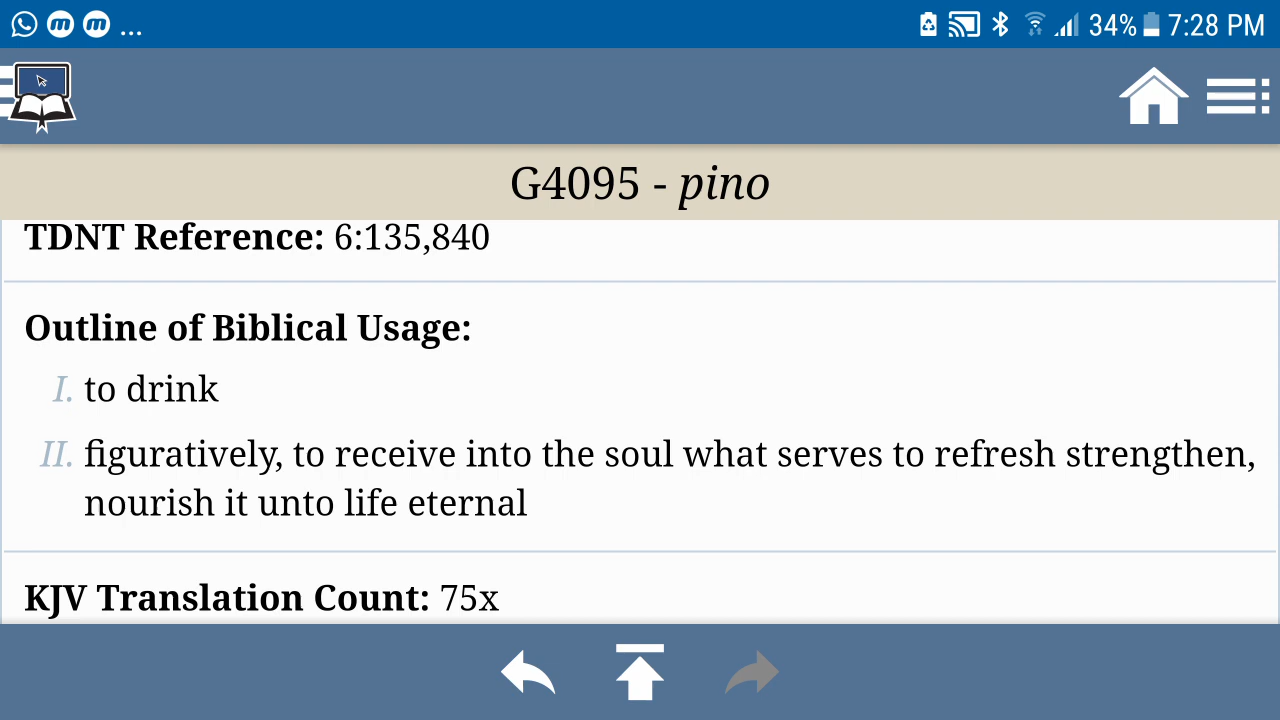 ... 34% 7:28 PM
G4095 - pino
TDNT Reference: 6:135,840
Outline of Biblical Usage:
I. to drink
II. figuratively, to receive into the soul what serves to refresh strengthen,
nourish it unto life eternal
KJV Translation Count: 75x